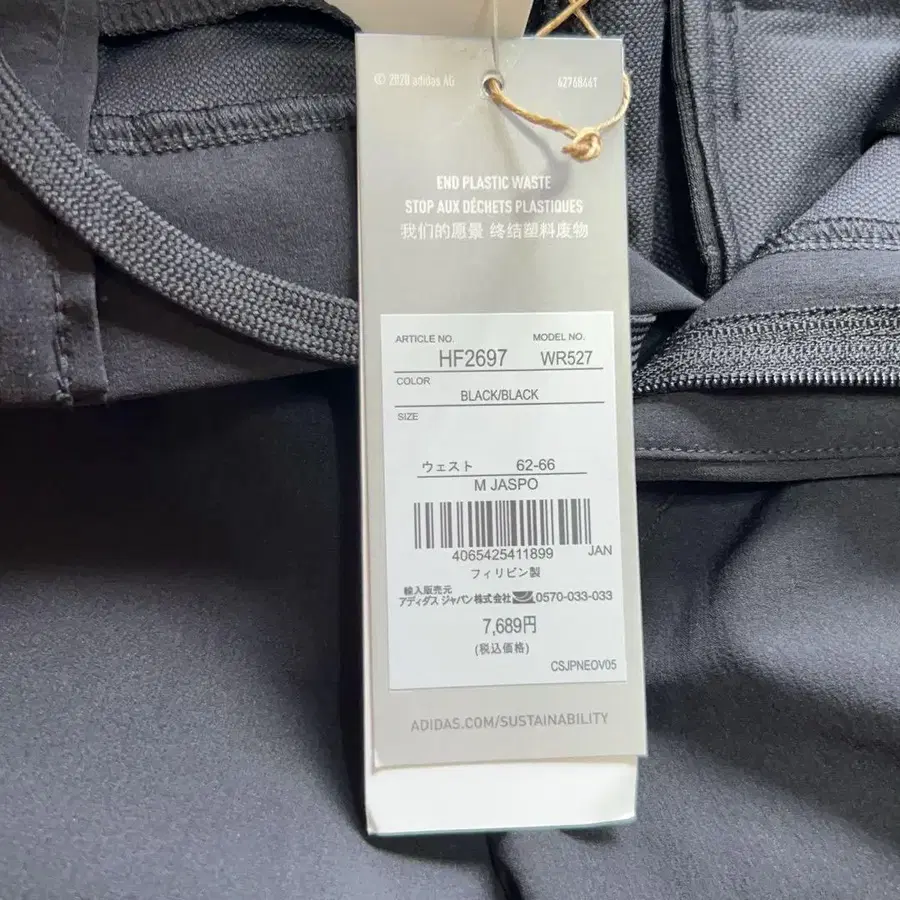 © 2020 adidas AG 62768461
END PLASTIC WASTE
STOP AUX DÉCHETS PLASTIQUES
我们的愿景 终结塑料废物
ARTICLE NO. MODEL NO.
HF2697 WR527
COLOR
BLACK/BLACK
SIZE
ウェスト 62-66
M JASPO
4065425411899 JAN
フィリピン製
輸入販売元
アディダス ジャパン株式会社 0570-033-033
7,689円
(税込価格)
CSJPNEOV05
ADIDAS.COM/SUSTAINABILITY